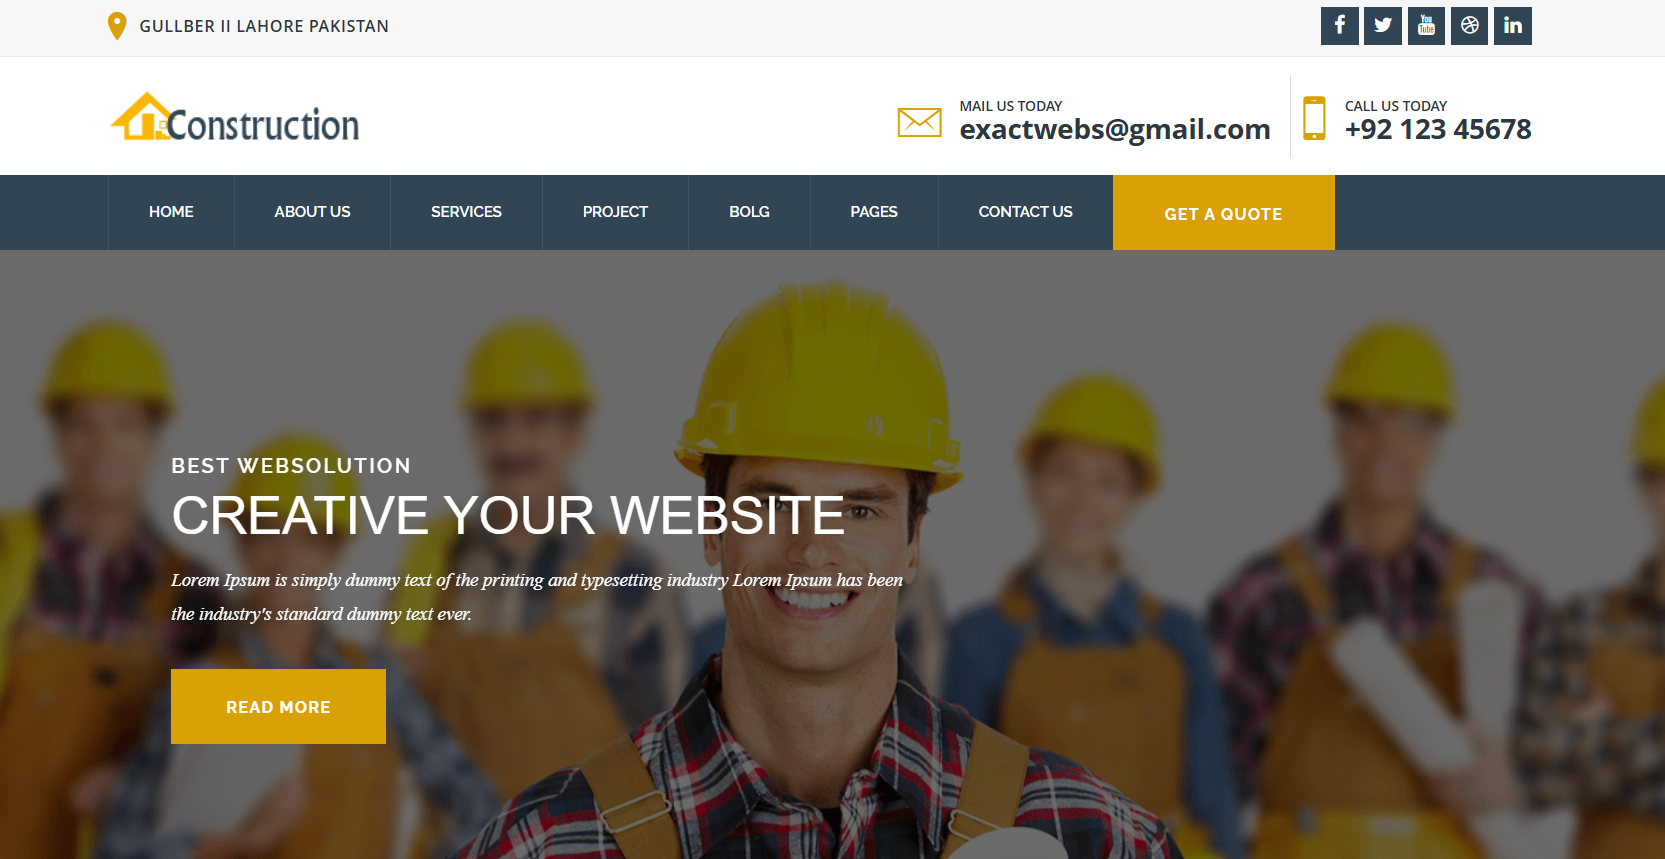 GULLBER II LAHORE PAKISTAN
You
Tube
Construction
MAIL US TODAY
exactwebs@gmail.com
CALL US TODAY
+92 123 45678
HOME
ABOUT US
SERVICES
PROJECT
BOLG
PAGES
CONTACT US
GET A QUOTE
BEST WEBSOLUTION
CREATIVE YOUR WEBSITE
Lorem Ipsum is simply dummy text of the printing and typesetting industry Lorem Ipsum has been
the industry's standard dummy text ever.
READ MORE